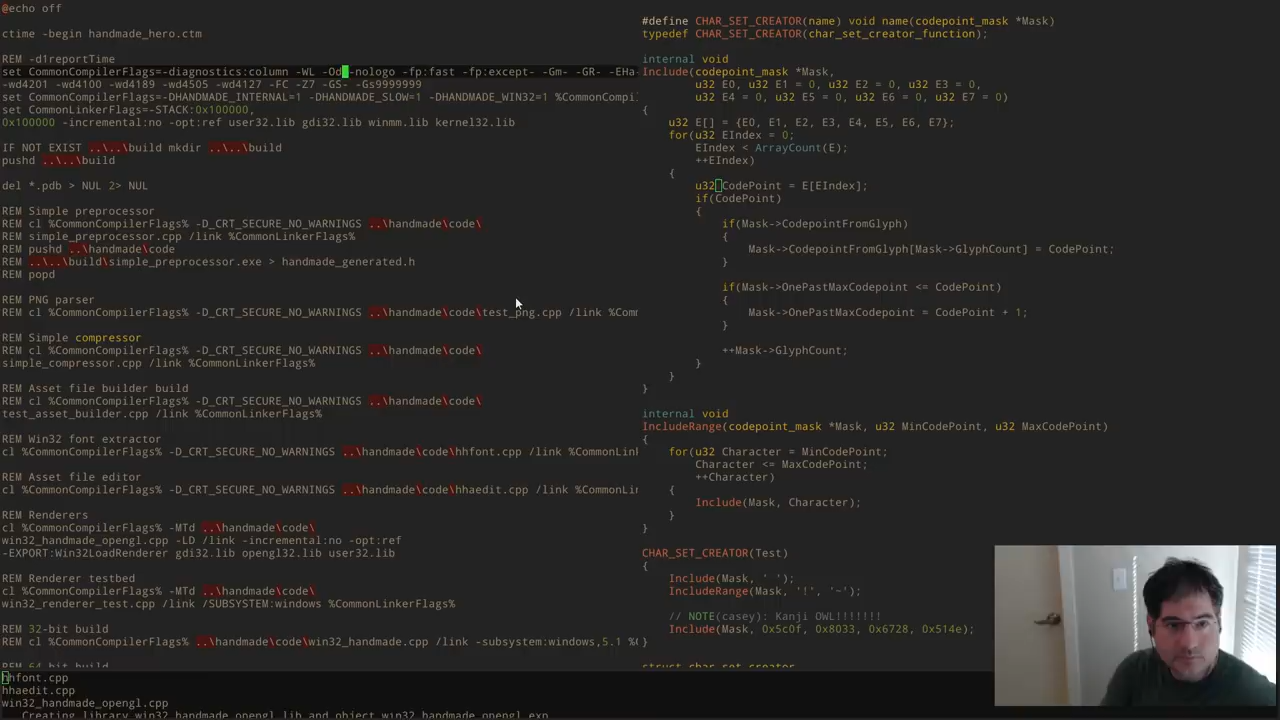 @echo off
ctime -begin handmade_hero.ctm
REM -d1reportTime
set CommonCompilerFlags=-diagnostics:column -WL -Od -nologo -fp:fast -fp:except- -Gm- -GR- -EHa-
-wd4201 -wd4100 -wd4189 -wd4505 -wd4127 -FC -Z7 -GS- -Gs9999999
set CommonCompilerFlags=-DHANDMADE_INTERNAL=1 -DHANDMADE_SLOW=1 -DHANDMADE_WIN32=1 %CommonCompil
set CommonLinkerFlags=-STACK:0x100000,
0x100000 -incremental:no -opt:ref user32.lib gdi32.lib winmm.lib kernel32.lib
IF NOT EXIST ..\..\build mkdir ..\..\build
pushd ..\..\build
del *.pdb > NUL 2> NUL
REM Simple preprocessor
REM cl %CommonCompilerFlags% -D_CRT_SECURE_NO_WARNINGS ..\handmade\code\
REM simple_preprocessor.cpp /link %CommonLinkerFlags%
REM pushd ..\handmade\code
REM ..\..\build\simple_preprocessor.exe > handmade_generated.h
REM popd
REM PNG parser
REM cl %CommonCompilerFlags% -D_CRT_SECURE_NO_WARNINGS ..\handmade\code\test_png.cpp /link %Comm
REM Simple compressor
REM cl %CommonCompilerFlags% -D_CRT_SECURE_NO_WARNINGS ..\handmade\code\
simple_compressor.cpp /link %CommonLinkerFlags%
REM Asset file builder build
REM cl %CommonCompilerFlags% -D_CRT_SECURE_NO_WARNINGS ..\handmade\code\
test_asset_builder.cpp /link %CommonLinkerFlags%
REM Win32 font extractor
cl %CommonCompilerFlags% -D_CRT_SECURE_NO_WARNINGS ..\handmade\code\hhfont.cpp /link %CommonLin
REM Asset file editor
cl %CommonCompilerFlags% -D_CRT_SECURE_NO_WARNINGS ..\handmade\code\hhaedit.cpp /link %CommonLi
REM Renderers
cl %CommonCompilerFlags% -MTd ..\handmade\code\
win32_handmade_opengl.cpp -LD /link -incremental:no -opt:ref
-EXPORT:Win32LoadRenderer gdi32.lib opengl32.lib user32.lib
REM Renderer testbed
cl %CommonCompilerFlags% -MTd ..\handmade\code\
win32_renderer_test.cpp /link /SUBSYSTEM:windows %CommonLinkerFlags%
REM 32-bit build
REM cl %CommonCompilerFlags% ..\handmade\code\win32_handmade.cpp /link -subsystem:windows,5.1 %C
REM 64-bit build
hhfont.cpp
hhaedit.cpp
win32_handmade_opengl.cpp
Creating library win32_handmade_opengl.lib and object win32_handmade_opengl.exp
#define CHAR_SET_CREATOR(name) void name(codepoint_mask *Mask)
typedef CHAR_SET_CREATOR(char_set_creator_function);
internal void
Include(codepoint_mask *Mask,
u32 E0, u32 E1 = 0, u32 E2 = 0, u32 E3 = 0,
u32 E4 = 0, u32 E5 = 0, u32 E6 = 0, u32 E7 = 0)
{
u32 E[] = {E0, E1, E2, E3, E4, E5, E6, E7};
for(u32 EIndex = 0;
EIndex < ArrayCount(E);
++EIndex)
{
u32 CodePoint = E[EIndex];
if(CodePoint)
{
if(Mask->CodepointFromGlyph)
{
Mask->CodepointFromGlyph[Mask->GlyphCount] = CodePoint;
}
if(Mask->OnePastMaxCodepoint <= CodePoint)
{
Mask->OnePastMaxCodepoint = CodePoint + 1;
}
++Mask->GlyphCount;
}
}
}
internal void
IncludeRange(codepoint_mask *Mask, u32 MinCodePoint, u32 MaxCodePoint)
{
for(u32 Character = MinCodePoint;
Character <= MaxCodePoint;
++Character)
{
Include(Mask, Character);
}
}
CHAR_SET_CREATOR(Test)
{
Include(Mask, ' ');
IncludeRange(Mask, '!', '~');
// NOTE(casey): Kanji OWL!!!!!!!
Include(Mask, 0x5c0f, 0x8033, 0x6728, 0x514e);
}
struct char_set_creator